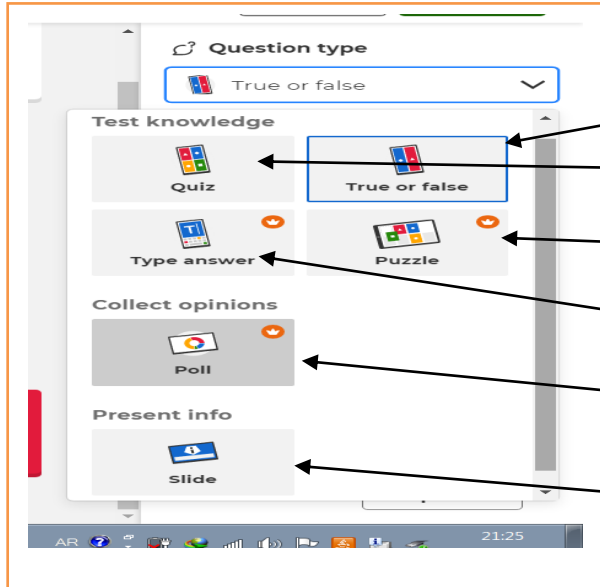 Question type
True or false
Test knowledge
Quiz
True or false
Type answer
Puzzle
Collect opinions
Poll
Present info
Slide
AR
21:25